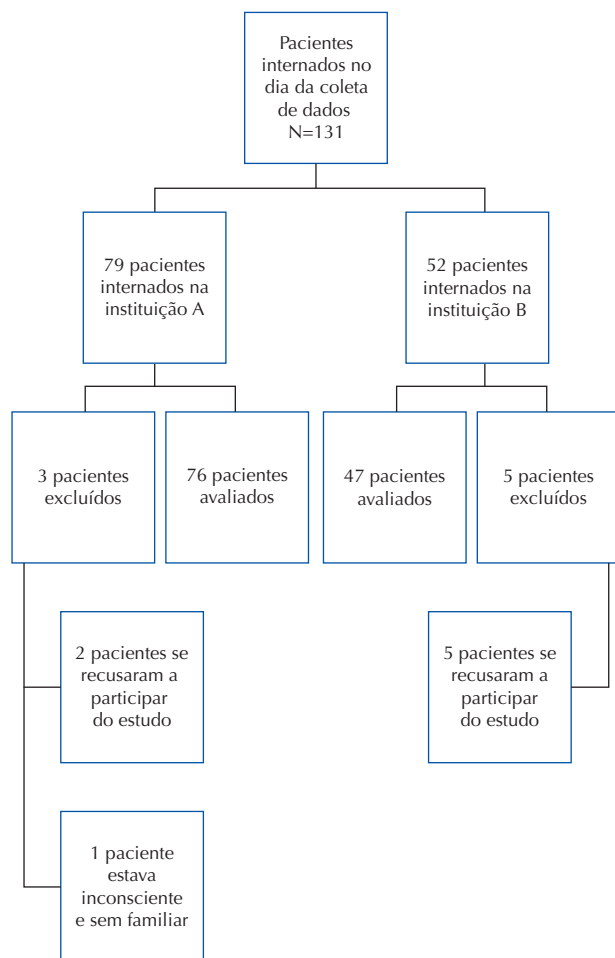 Pacientes
internados no
dia da coleta
de dados
N=131
79 pacientes
internados na
instituição A
52 pacientes
internados na
instituição B
3 pacientes
excluídos
76 pacientes
avaliados
47 pacientes
avaliados
5 pacientes
excluídos
2 pacientes se
recusaram a
participar
do estudo
5 pacientes se
recusaram a
participar
do estudo
1 paciente
estava
inconsciente
e sem familiar